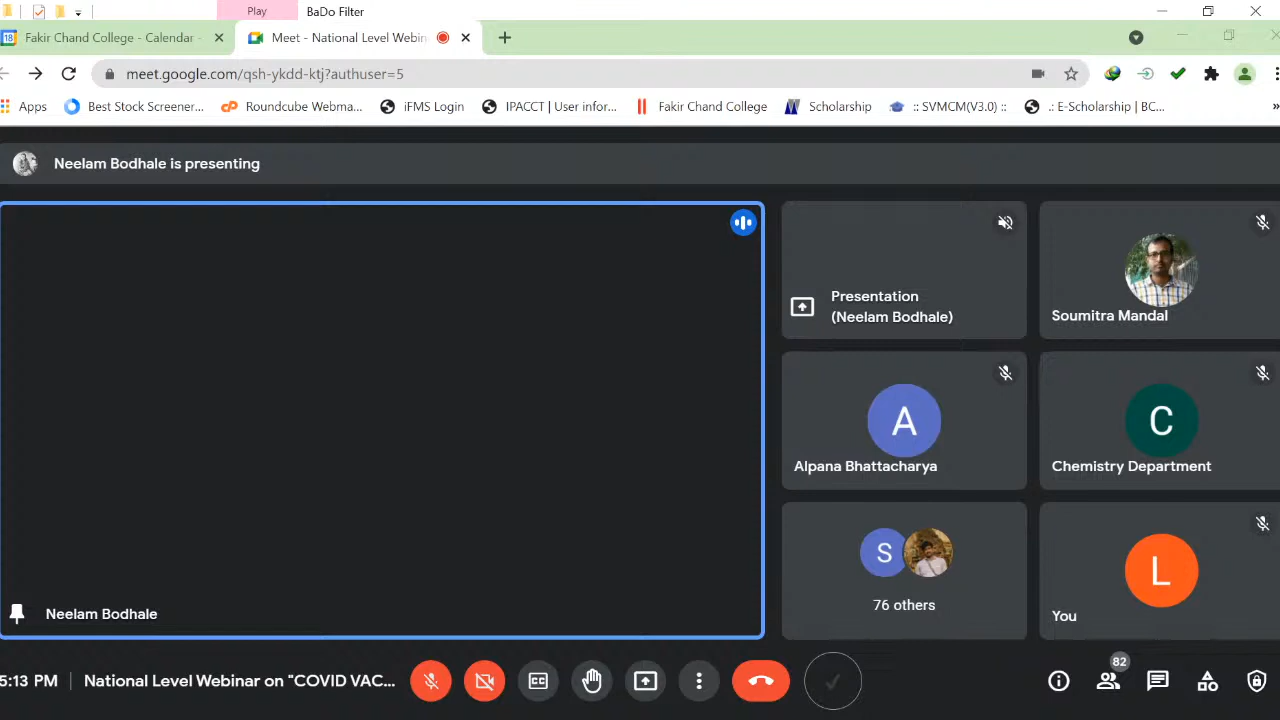 Play
BaDo Filter
18
Fakir Chand College - Calendar -
Meet - National Level Webin
meet.google.com/qsh-ykdd-ktj?authuser=5
Apps
Best Stock Screener...
cP
Roundcube Webma...
iFMS Login
IPACCT | User infor...
Fakir Chand College
Scholarship
:: SVMCM(V3.0) ::
.: E-Scholarship | BC...
»
Neelam Bodhale is presenting
Presentation
(Neelam Bodhale)
Soumitra Mandal
A
Alpana Bhattacharya
C
Chemistry Department
S
76 others
L
You
Neelam Bodhale
5:13 PM | National Level Webinar on "COVID VAC...
CC
82